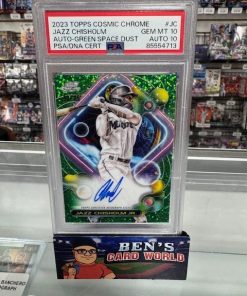 2023 TOPPS COSMIC CHROME #JC
JAZZ CHISHOLM GEM MT 10
AUTO-GREEN SPACE DUST AUTO 10
PSA/DNA CERT PSA 85554713
JAZZ CHISHOLM JR.
BEN'S
CARD WORLD